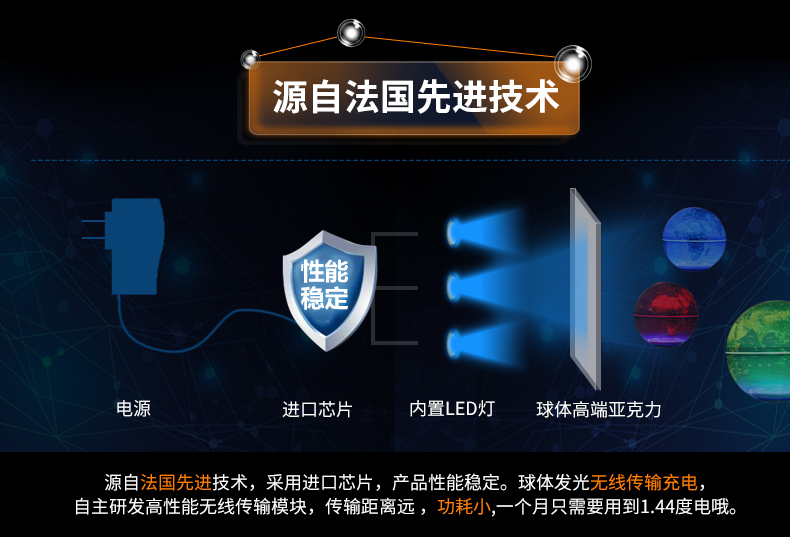 源自法国先进技术
性能
稳定
电源
进口芯片
内置LED灯
球体高端亚克力
源自法国先进技术，采用进口芯片，产品性能稳定。球体发光无线传输充电，
自主研发高性能无线传输模块，传输距离远 ，功耗小,一个月只需要用到1.44度电哦。